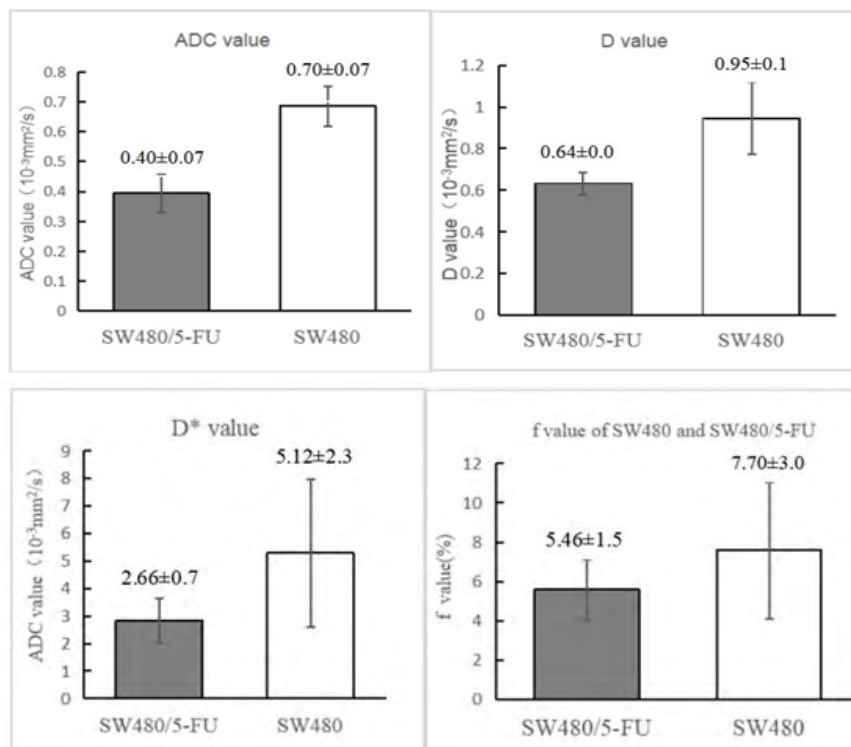 ADC value
0.70±0.07
0.40±0.07
ADC value（10⁻³mm²/s）
0.8
0.7
0.6
0.5
0.4
0.3
0.2
0.1
0
SW480/5-FU
SW480
D value
0.95±0.1
0.64±0.0
D value（10⁻³mm²/s）
1.2
1
0.8
0.6
0.4
0.2
0
SW480/5-FU
SW480
D* value
5.12±2.3
2.66±0.7
ADC value（10⁻³mm²/s）
9
8
7
6
5
4
3
2
1
0
SW480/5-FU
SW480
f value of SW480 and SW480/5-FU
7.70±3.0
5.46±1.5
f value(%)
12
10
8
6
4
2
0
SW480/5-FU
SW480